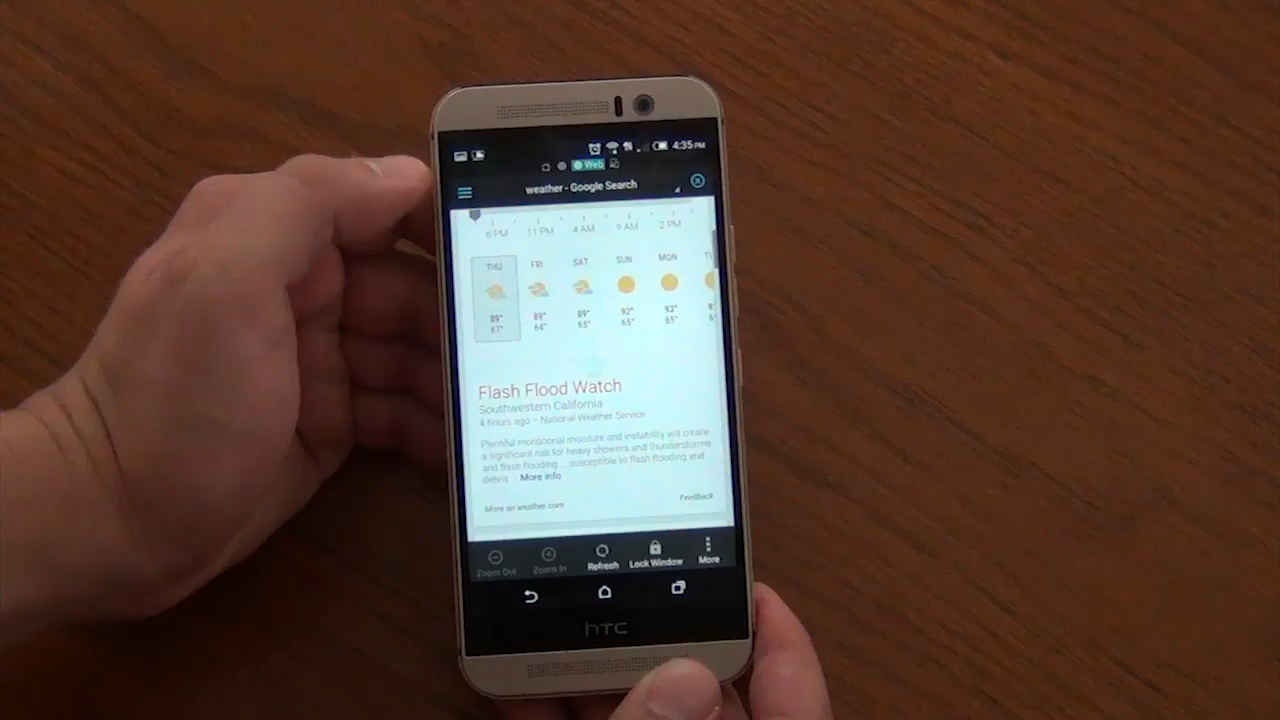 4:35 PM
Web
weather - Google Search
6 PM 11 PM 4 AM 9 AM 2 PM
THU FRI SAT SUN MON
89° 89° 89° 92° 93°
67° 64° 65° 65° 65°
Flash Flood Watch
Southwestern California
4 hours ago – National Weather Service
Plentiful monsoonal moisture and instability will create
a significant risk for heavy showers and thunderstorms
and flash flooding ... susceptible to flash flooding and
debris ... More info
More on weather.com Feedback
Zoom Out Zoom In Refresh Lock Window More
hTC